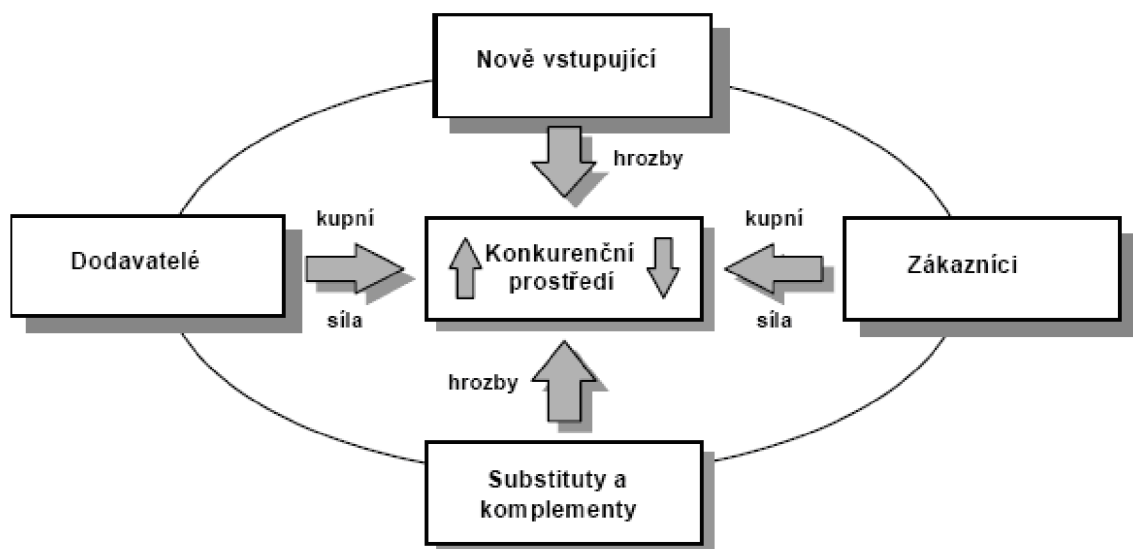 Nově vstupující
hrozby
kupní
kupní
Dodavatelé
Konkurenční
prostředí
Zákazníci
síla
síla
hrozby
Substituty a
komplementy